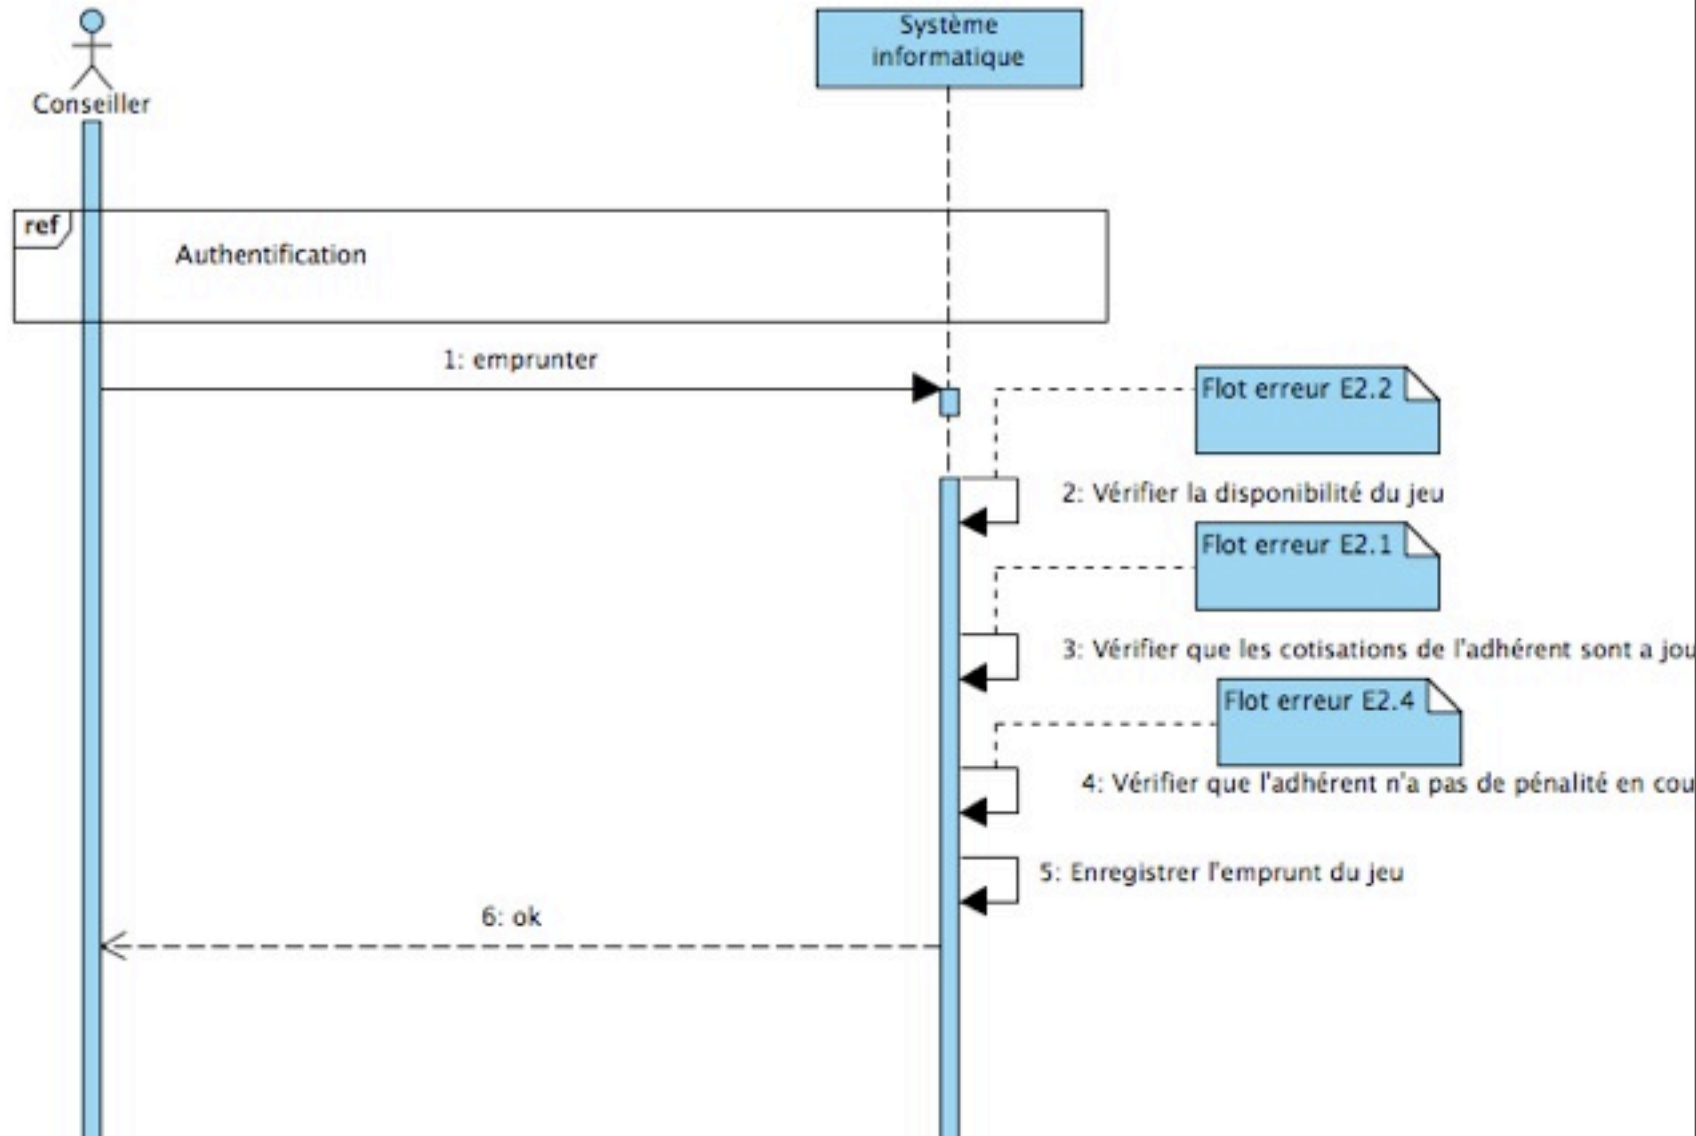 Conseiller
Système
informatique
ref
Authentification
1: emprunter
Flot erreur E2.2
2: Vérifier la disponibilité du jeu
Flot erreur E2.1
3: Vérifier que les cotisations de l'adhérent sont a jou
Flot erreur E2.4
4: Vérifier que l'adhérent n'a pas de pénalité en cou
5: Enregistrer l'emprunt du jeu
6: ok